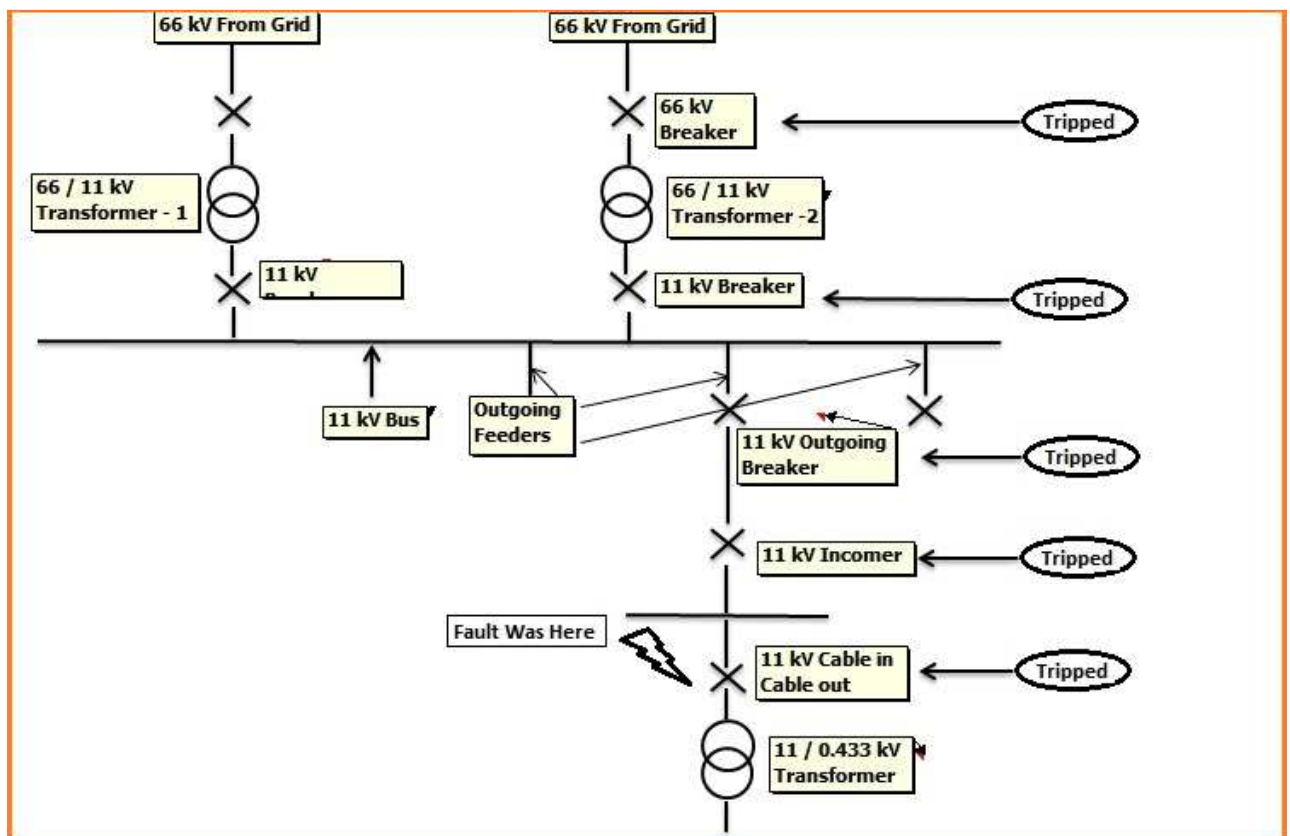 66 kV From Grid
66 kV From Grid
66 kV
Breaker
Tripped
66 / 11 kV
Transformer - 1
66 / 11 kV
Transformer -2
11 kV
11 kV Breaker
Tripped
11 kV Bus
Outgoing
Feeders
11 kV Outgoing
Breaker
Tripped
11 kV Incomer
Tripped
Fault Was Here
11 kV Cable in
Cable out
Tripped
11 / 0.433 kV
Transformer